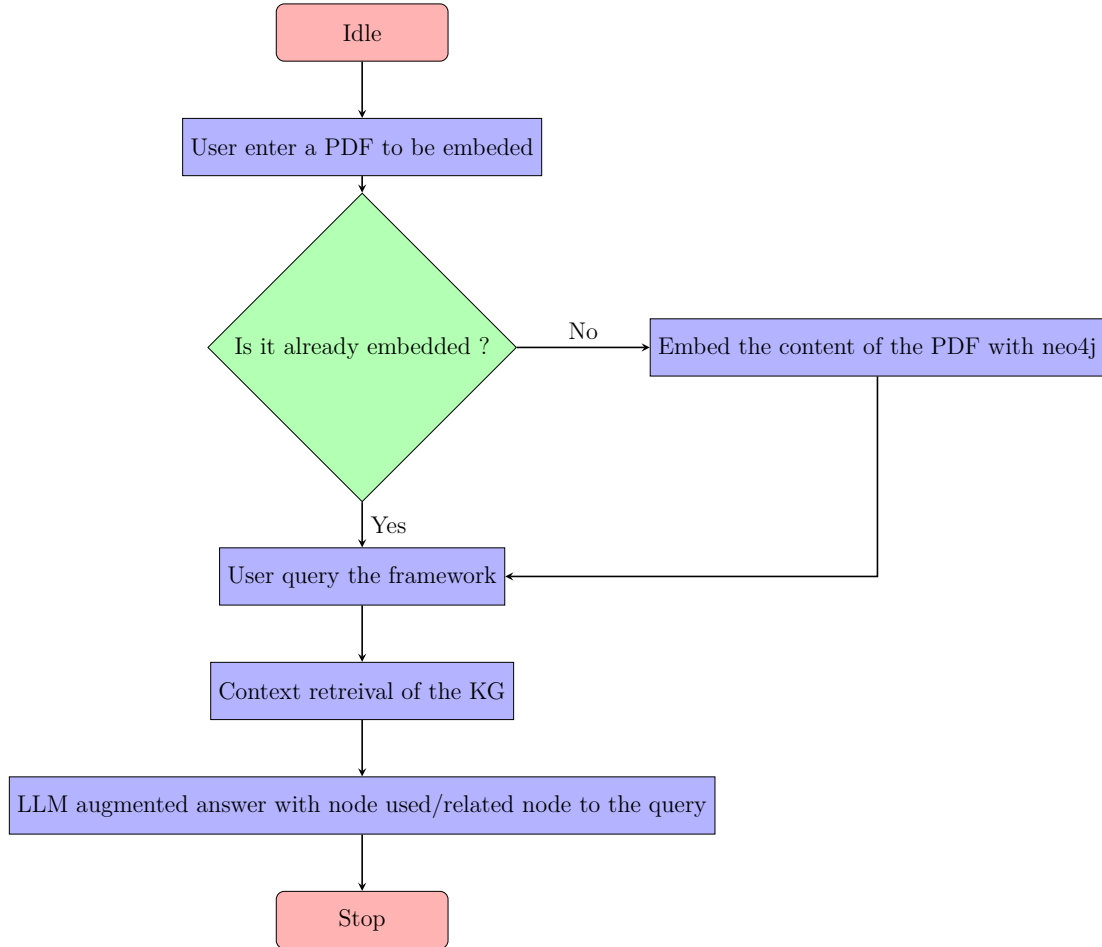 Idle
User enter a PDF to be embeded
Is it already embedded ?
No
Embed the content of the PDF with neo4j
Yes
User query the framework
Context retreival of the KG
LLM augmented answer with node used/related node to the query
Stop